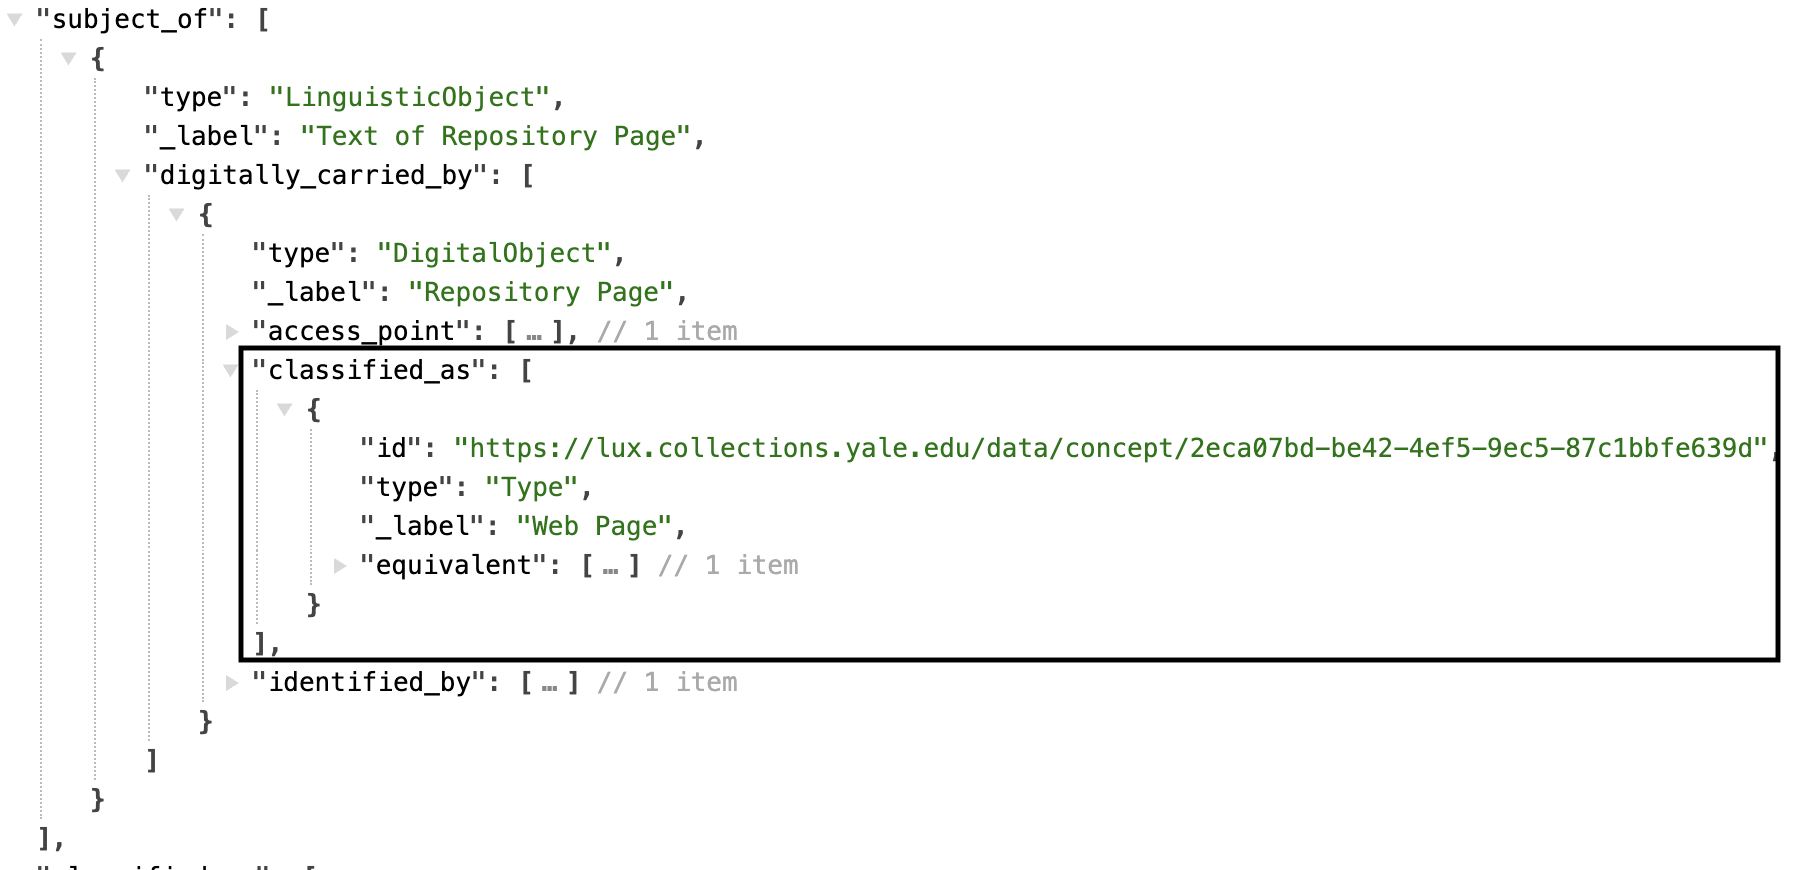 "subject_of": [
{
"type": "LinguisticObject",
"_label": "Text of Repository Page",
"digitally_carried_by": [
{
"type": "DigitalObject",
"_label": "Repository Page",
"access_point": [ … ], // 1 item
"classified_as": [
{
"id": "https://lux.collections.yale.edu/data/concept/2eca07bd-be42-4ef5-9ec5-87c1bbfe639d",
"type": "Type",
"_label": "Web Page",
"equivalent": [ … ] // 1 item
}
],
"identified_by": [ … ] // 1 item
}
]
}
],